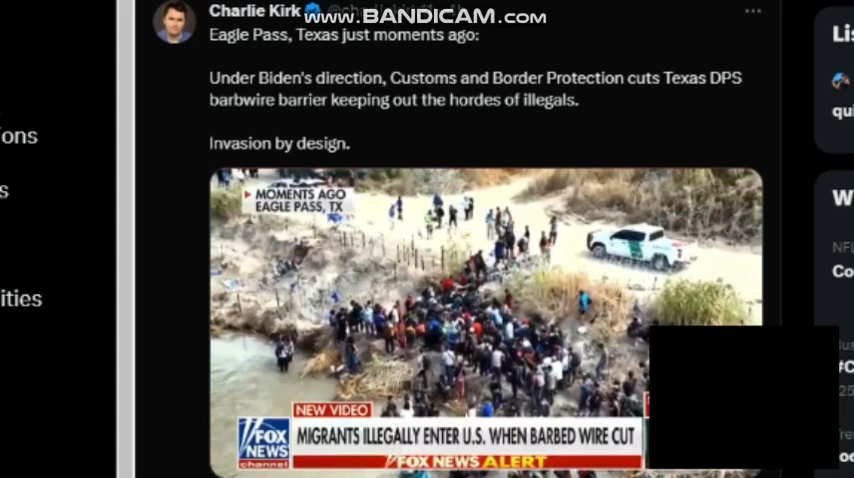 www.BANDICAM.com
Charlie Kirk
Eagle Pass, Texas just moments ago:
Under Biden's direction, Customs and Border Protection cuts Texas DPS
barbwire barrier keeping out the hordes of illegals.
Invasion by design.
MOMENTS AGO
EAGLE PASS, TX
ons
s
ities
NEW VIDEO
MIGRANTS ILLEGALLY ENTER U.S. WHEN BARBED WIRE CUT
FOX
NEWS
channel
FOX NEWS ALERT
Lis
qui
W
NFL
Co
#C
25